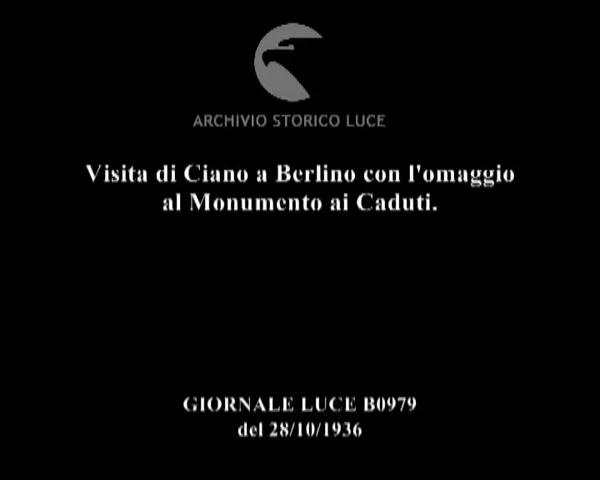 ARCHIVIO STORICO LUCE
Visita di Ciano a Berlino con l'omaggio
al Monumento ai Caduti.
GIORNALE LUCE B0979
del 28/10/1936